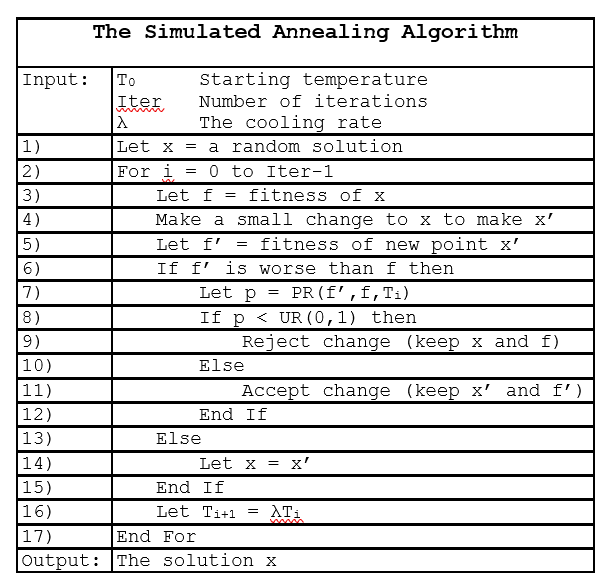 The Simulated Annealing Algorithm
Input: T0 Starting temperature
Iter Number of iterations
λ The cooling rate
1) Let x = a random solution
2) For i = 0 to Iter-1
3) Let f = fitness of x
4) Make a small change to x to make x′
5) Let f′ = fitness of new point x′
6) If f′ is worse than f then
7) Let p = PR(f′,f,Ti)
8) If p < UR(0,1) then
9) Reject change (keep x and f)
10) Else
11) Accept change (keep x′ and f′)
12) End If
13) Else
14) Let x = x′
15) End If
16) Let Ti+1 = λTi
17) End For
Output: The solution x